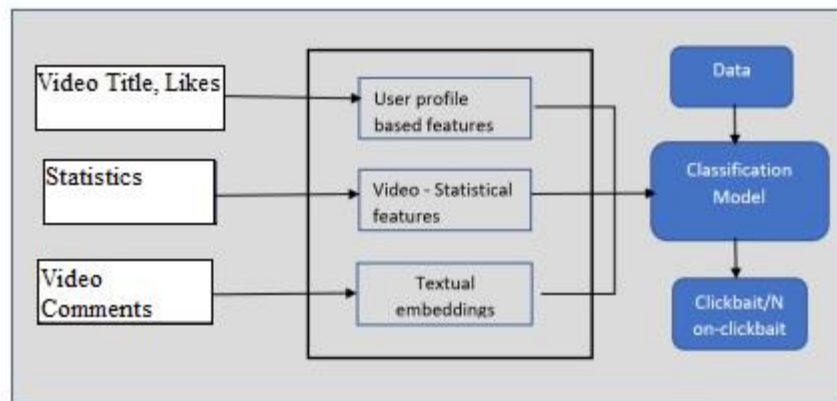 Video Title, Likes
Statistics
Video
Comments
User profile
based features
Video - Statistical
features
Textual
embeddings
Data
Classification
Model
Clickbait/N
on-clickbait